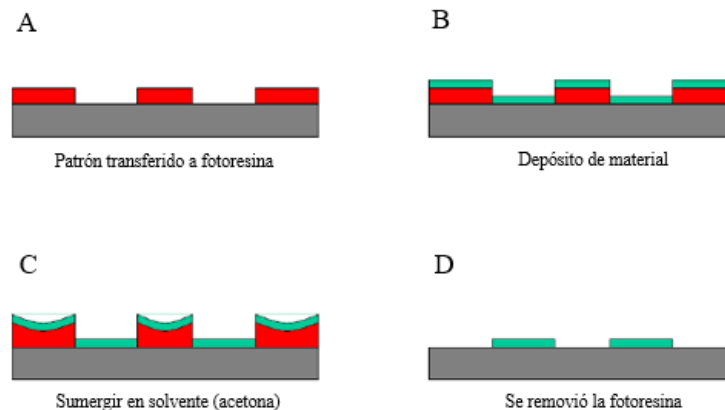 A
B
Patrón transferido a fotoresina
Depósito de material
C
D
Sumergir en solvente (acetona)
Se removió la fotoresina